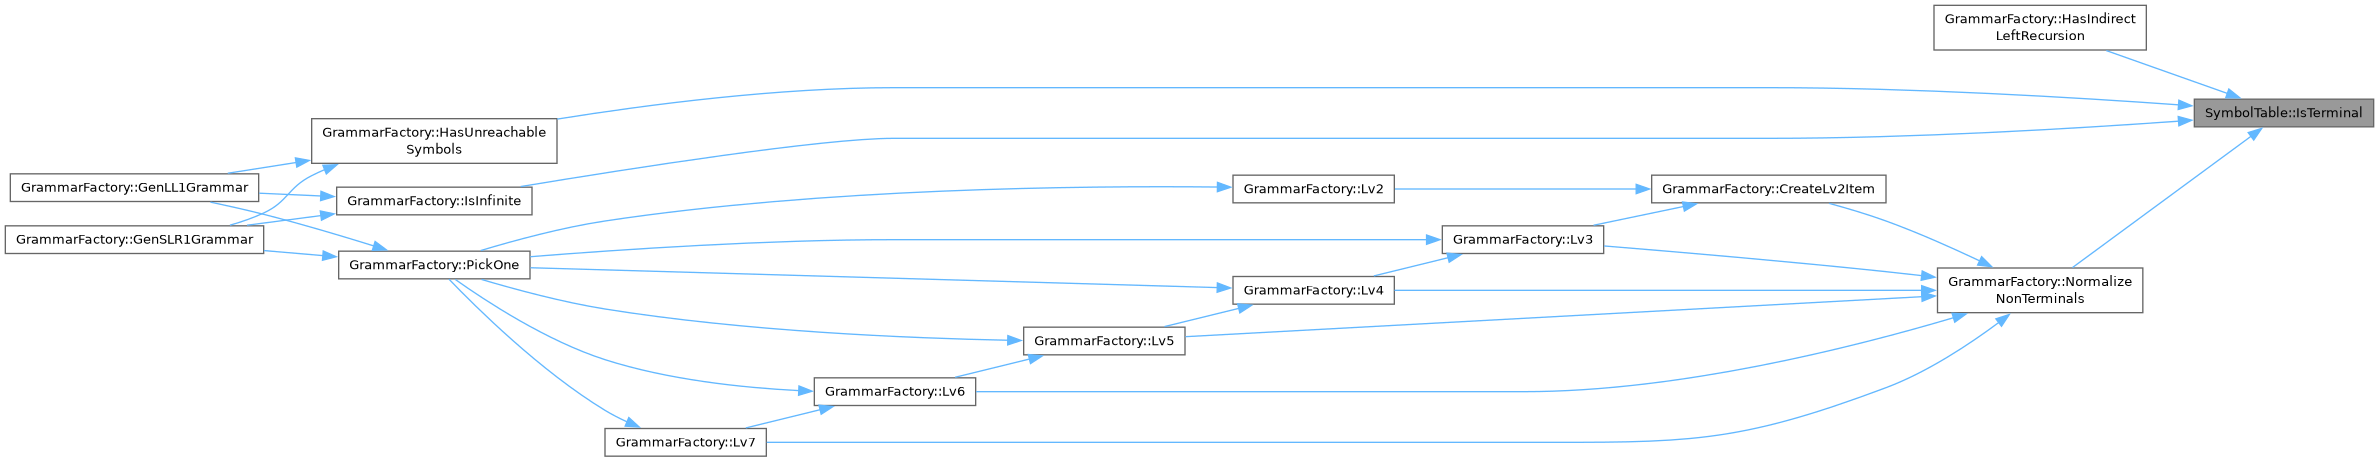 GrammarFactory::HasIndirect
LeftRecursion
SymbolTable::IsTerminal
GrammarFactory::HasUnreachable
Symbols
GrammarFactory::GenLL1Grammar
GrammarFactory::IsInfinite
GrammarFactory::Lv2
GrammarFactory::CreateLv2Item
GrammarFactory::GenSLR1Grammar
GrammarFactory::Lv3
GrammarFactory::PickOne
GrammarFactory::Lv4
GrammarFactory::Normalize
NonTerminals
GrammarFactory::Lv5
GrammarFactory::Lv6
GrammarFactory::Lv7